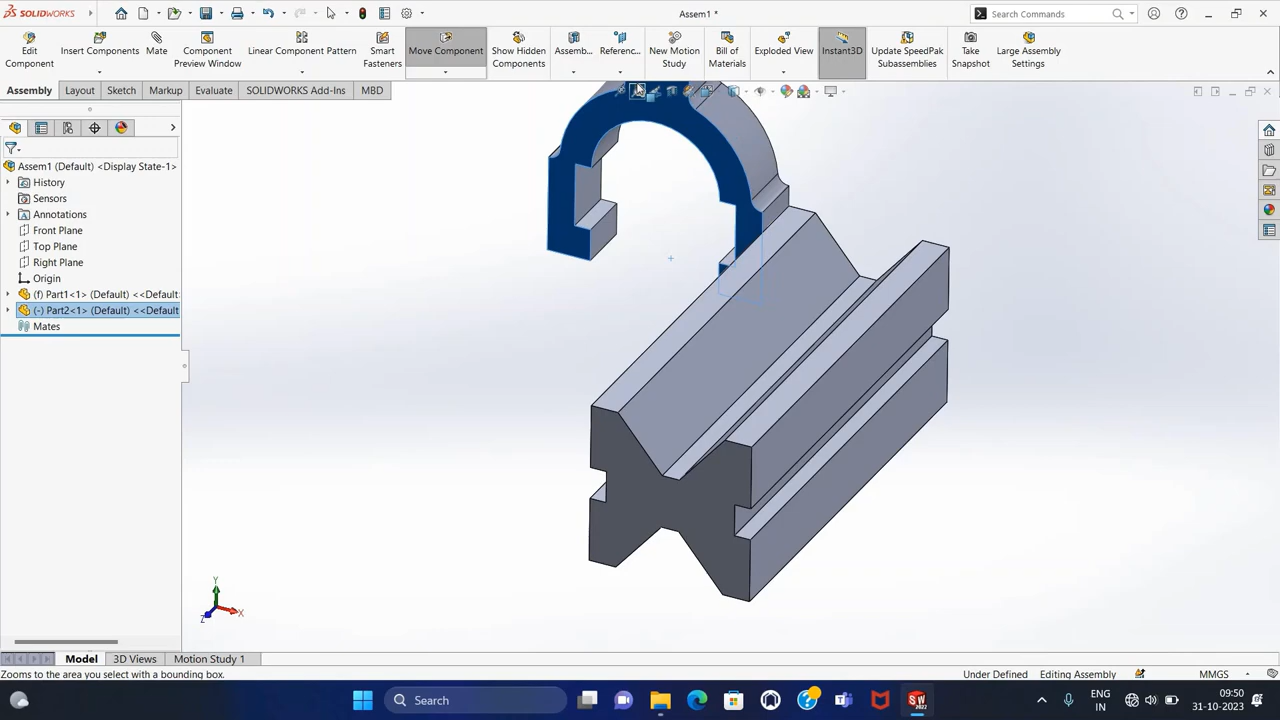 SOLIDWORKS
Assem1 *
Search Commands
Edit Component
Insert Components
Mate
Component Preview Window
Linear Component Pattern
Smart Fasteners
Move Component
Show Hidden Components
Assemb...
Referenc...
New Motion Study
Bill of Materials
Exploded View
Instant3D
Update SpeedPak Subassemblies
Take Snapshot
Large Assembly Settings
Assembly
Layout
Sketch
Markup
Evaluate
SOLIDWORKS Add-Ins
MBD
Assem1 (Default) <Display State-1>
History
Sensors
Annotations
Front Plane
Top Plane
Right Plane
Origin
(f) Part1<1> (Default) <<Default
(-) Part2<1> (Default) <<Default
Mates
Y
X
Z
Model
3D Views
Motion Study 1
Zooms to the area you select with a bounding box.
Under Defined
Editing Assembly
MMGS
Search
SW
2022
ENG
IN
09:50
31-10-2023